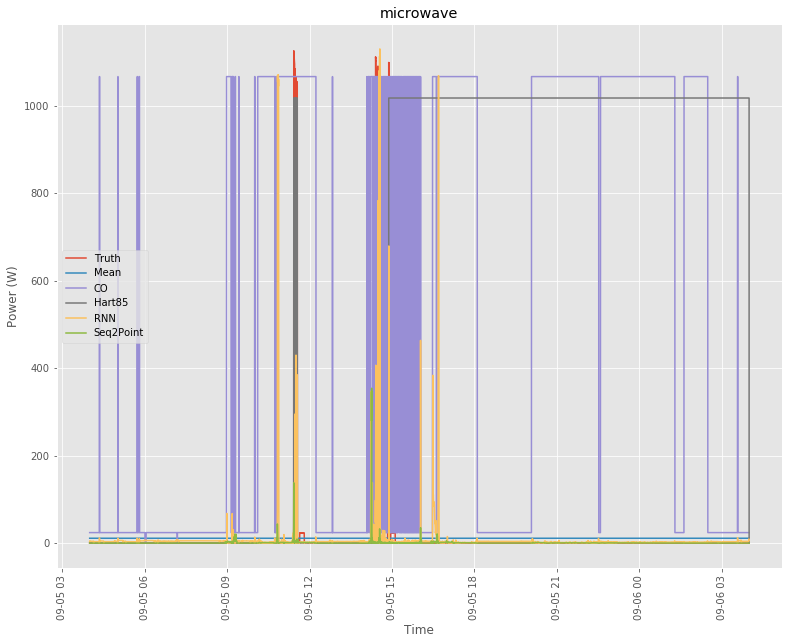 microwave
Power (W)
1000
800
600
400
200
0
Truth
Mean
CO
Hart85
RNN
Seq2Point
09-05 03
09-05 06
09-05 09
09-05 12
09-05 15
09-05 18
09-05 21
09-06 00
09-06 03
Time